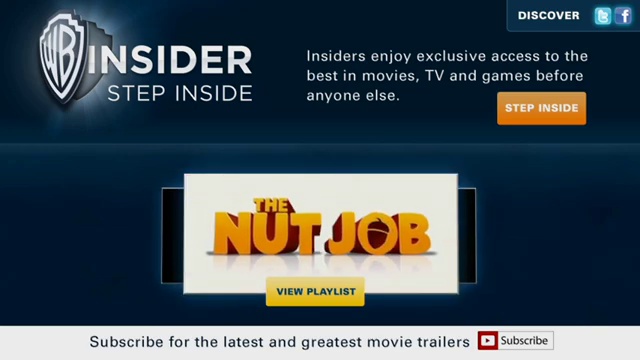 DISCOVER
WB INSIDER
STEP INSIDE
Insiders enjoy exclusive access to the
best in movies, TV and games before
anyone else.
STEP INSIDE
THE
NUT JOB
VIEW PLAYLIST
Subscribe for the latest and greatest movie trailers
Subscribe